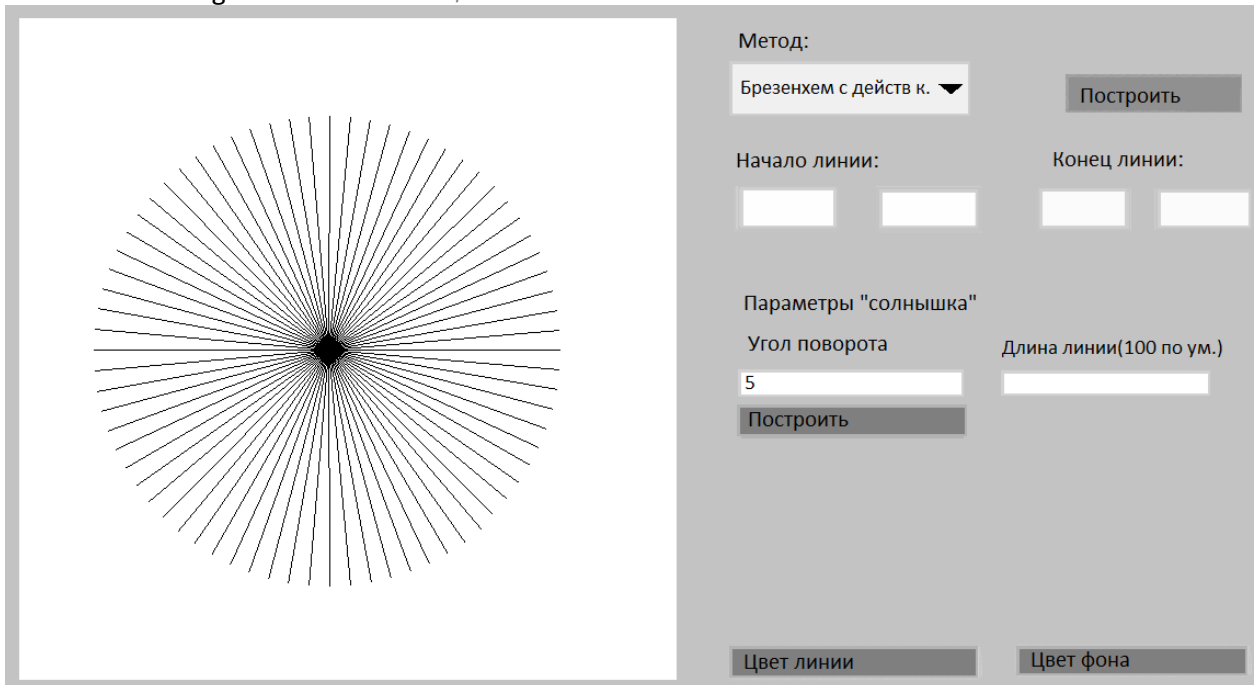 Метод:
Брезенхем с действ к.
Построить
Начало линии:
Конец линии:
Параметры "солнышка"
Угол поворота
Длина линии(100 по ум.)
5
Построить
Цвет линии
Цвет фона